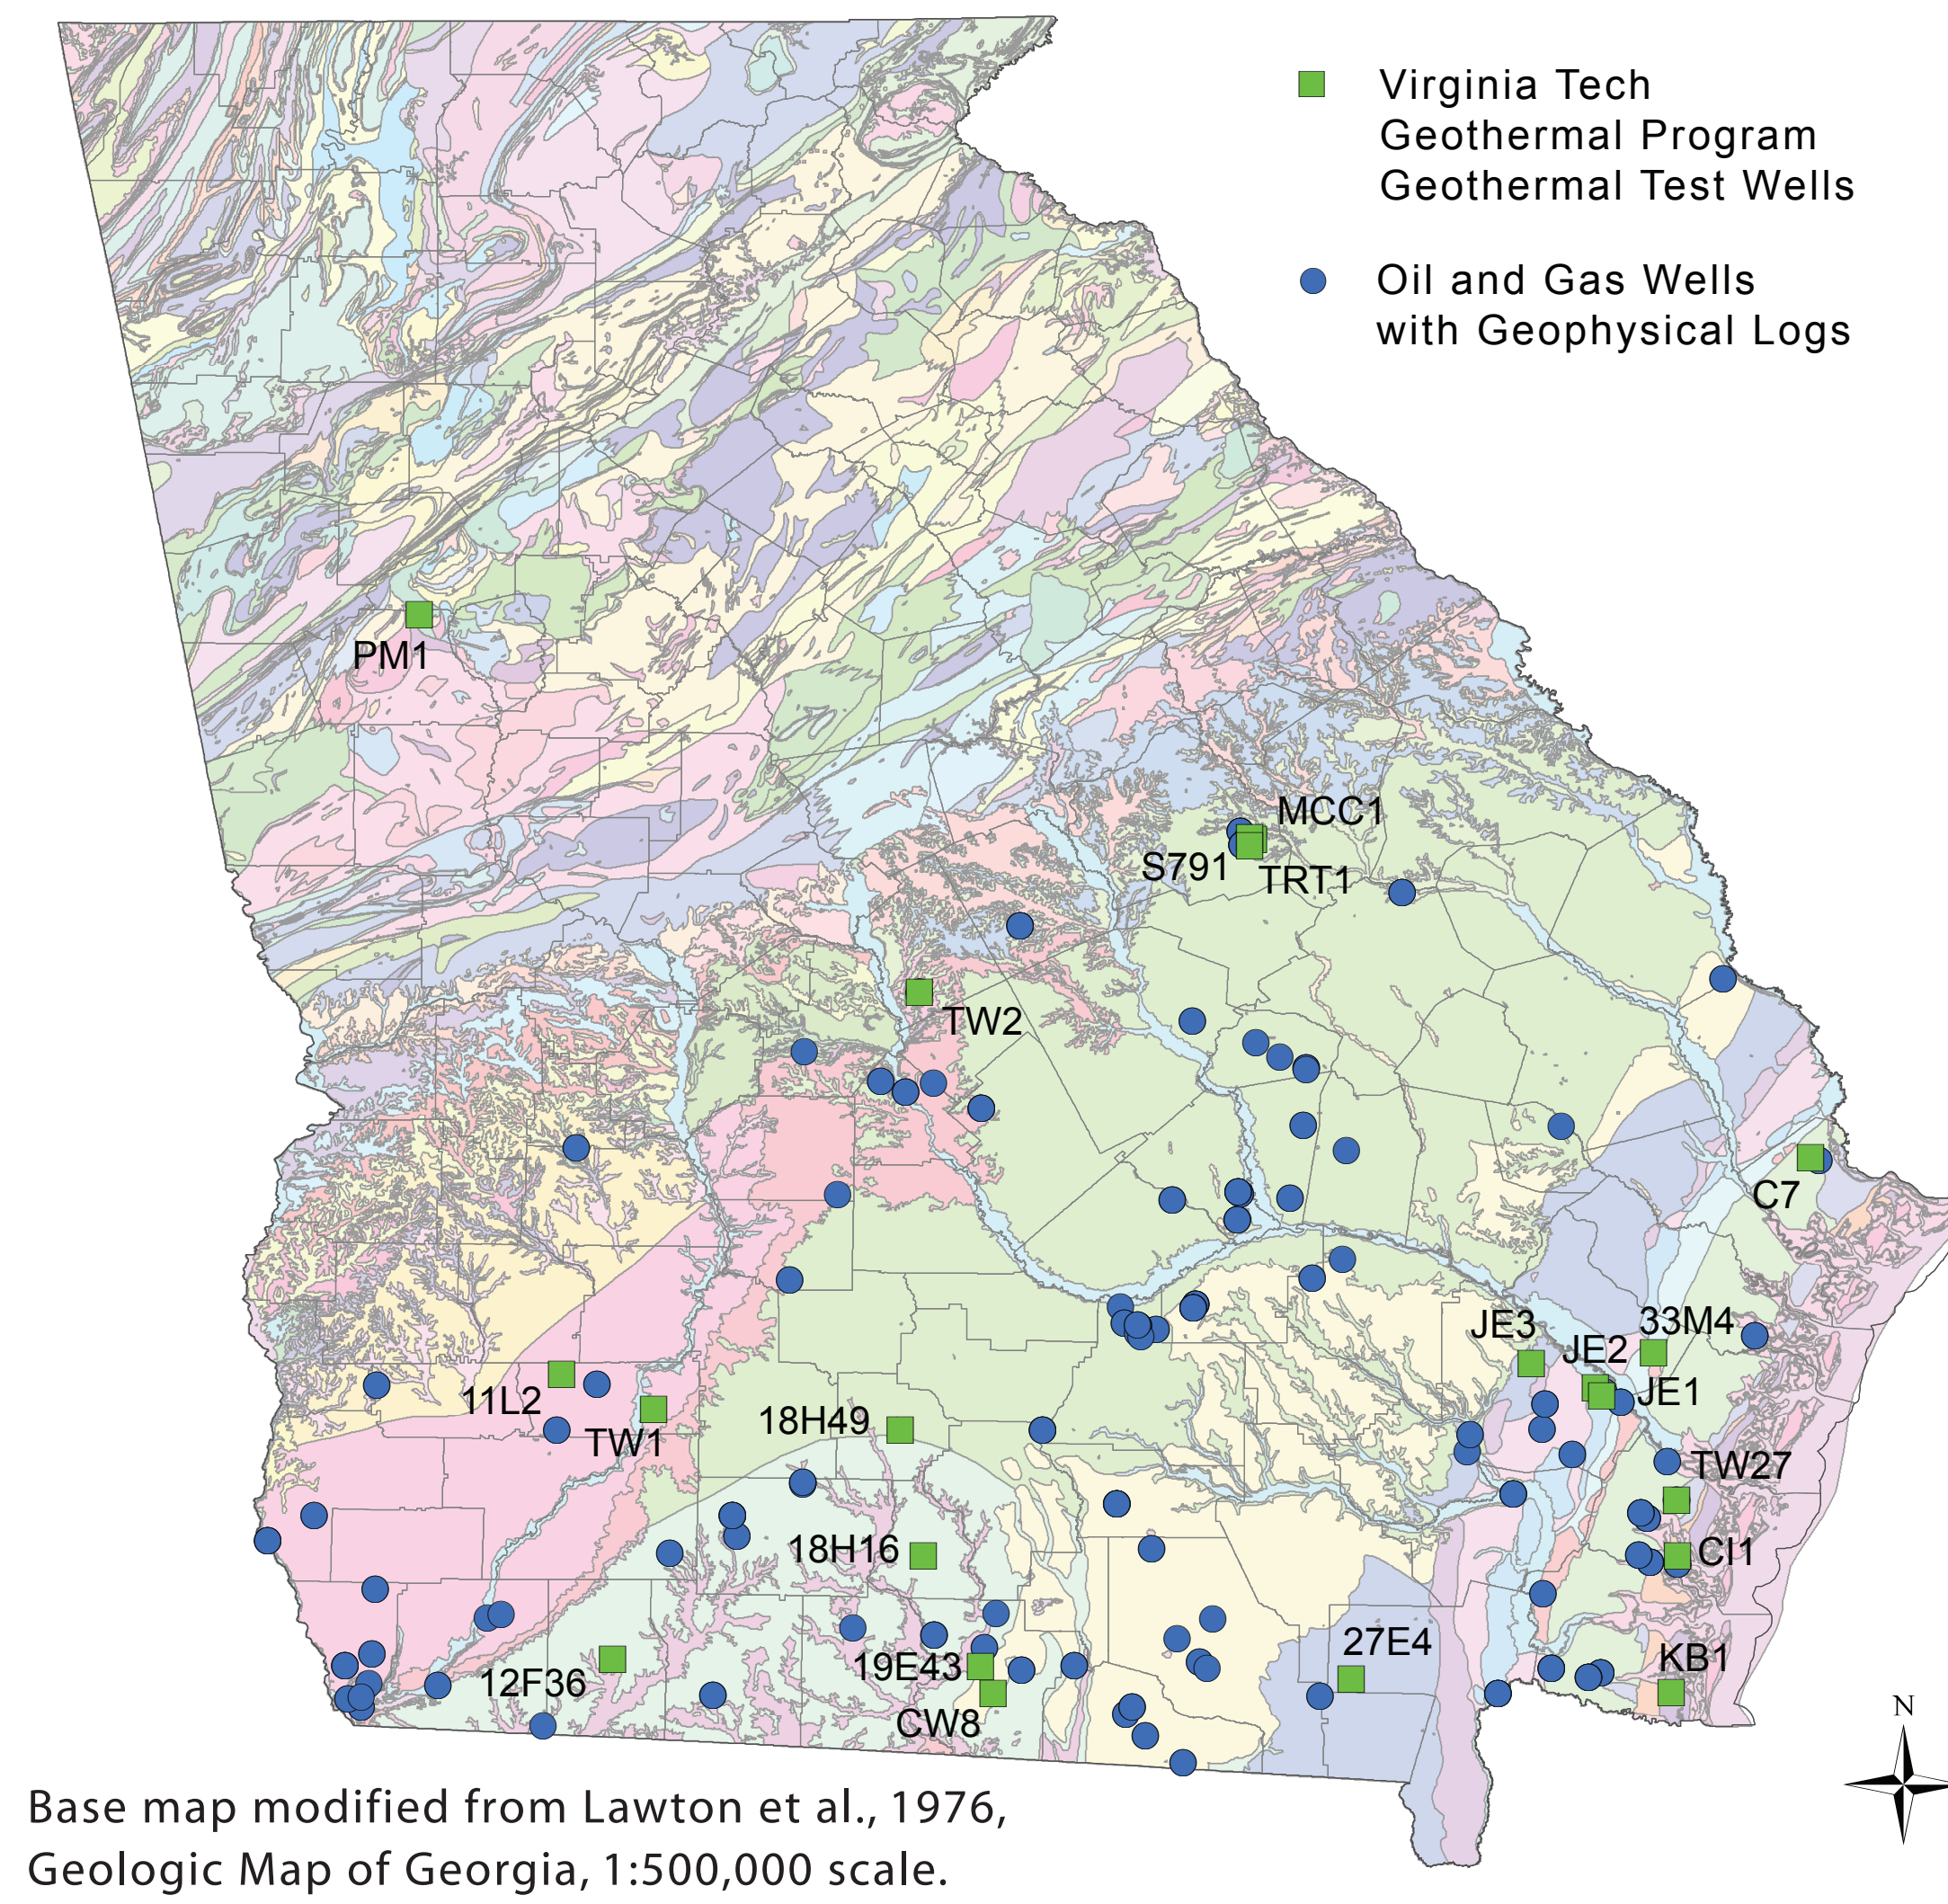 Virginia Tech
Geothermal Program
Geothermal Test Wells
Oil and Gas Wells
with Geophysical Logs
PM1
MCC1
S791
TRT1
TW2
C7
33M4
JE3
JE2
JE1
11L2
18H49
TW1
TW27
18H16
CI1
27E4
KB1
19E43
12F36
CW8
N
Base map modified from Lawton et al., 1976,
Geologic Map of Georgia, 1:500,000 scale.